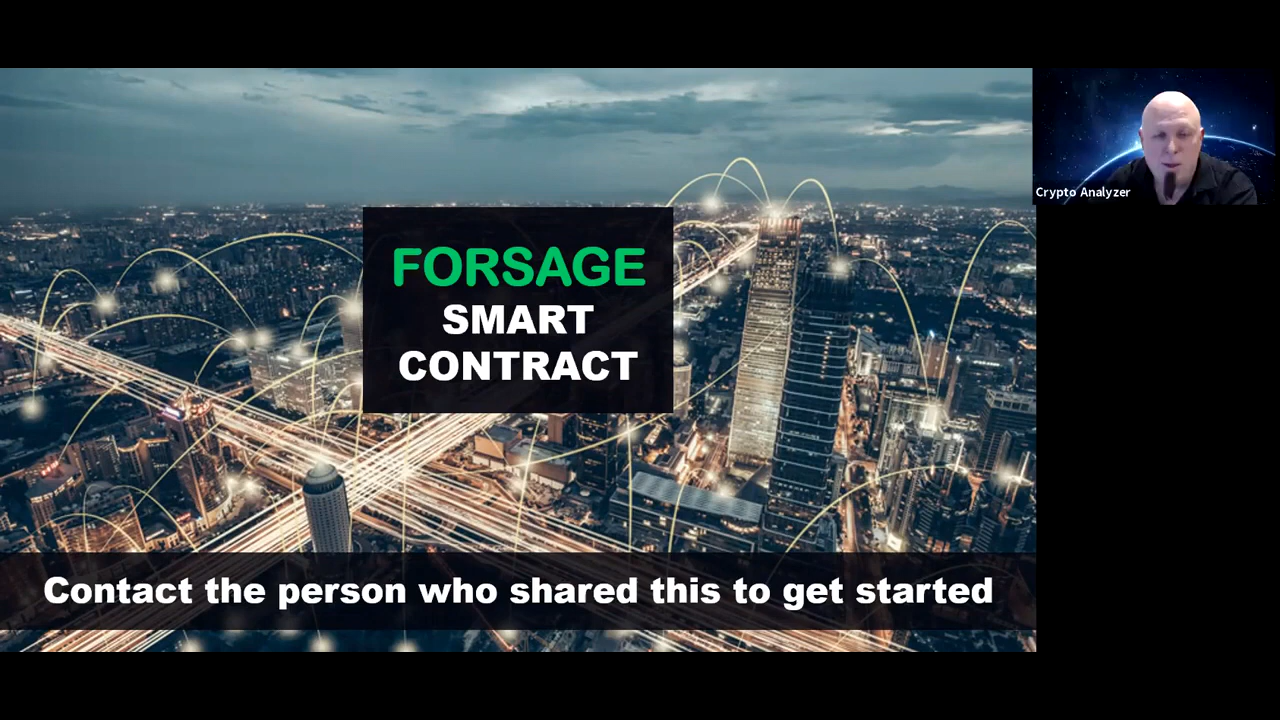 FORSAGE
SMART
CONTRACT
Crypto Analyzer
Contact the person who shared this to get started